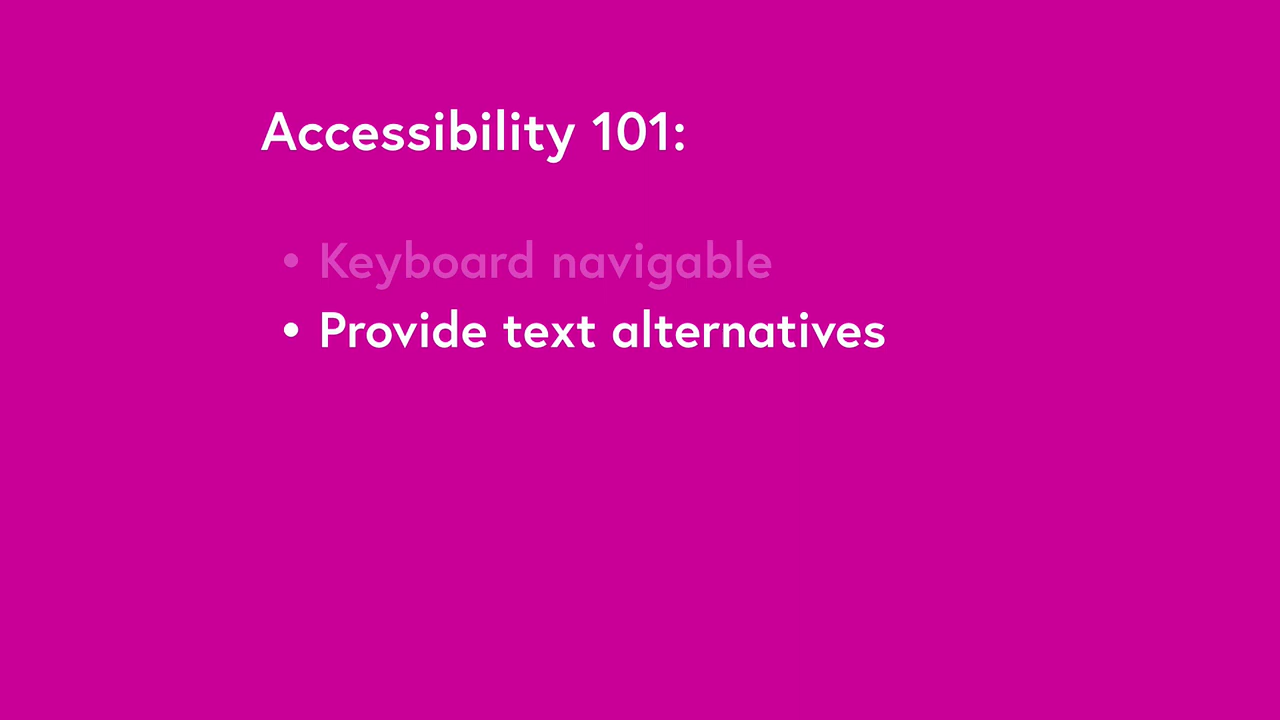 Accessibility 101:
• Keyboard navigable
• Provide text alternatives